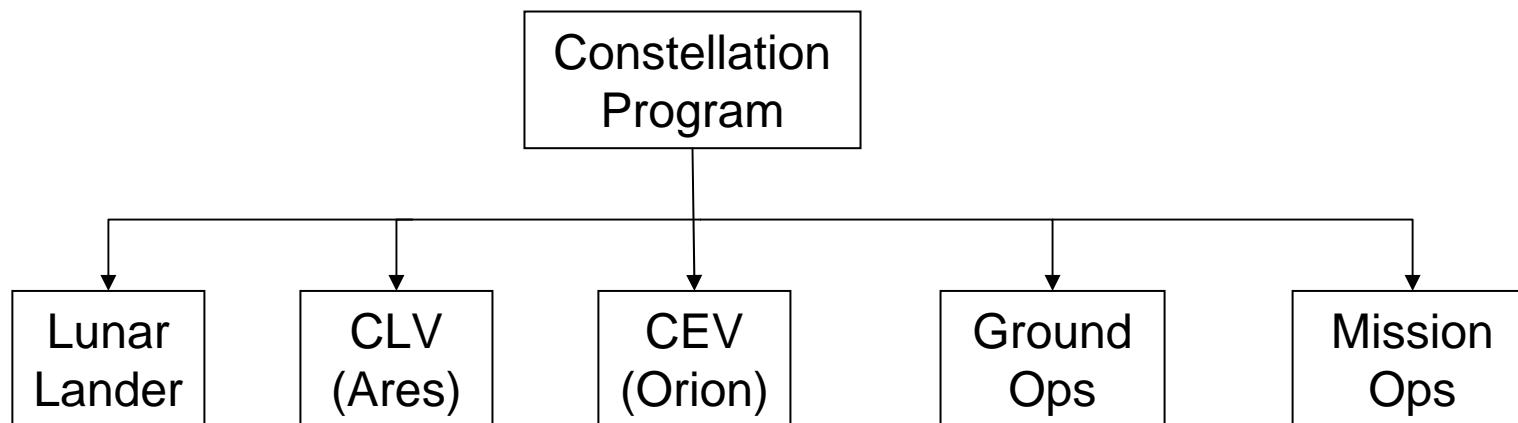 Constellation
Program
Lunar
Lander
CLV
(Ares)
CEV
(Orion)
Ground
Ops
Mission
Ops